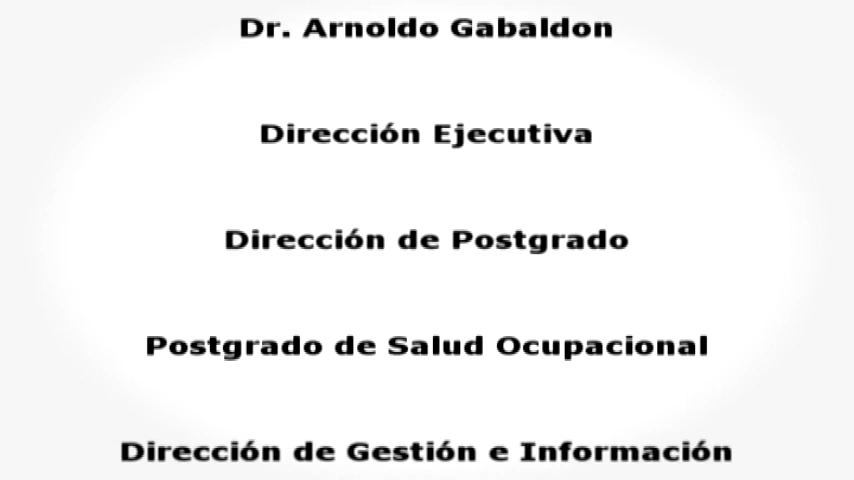 Dr. Arnoldo Gabaldon
Dirección Ejecutiva
Dirección de Postgrado
Postgrado de Salud Ocupacional
Dirección de Gestión e Información